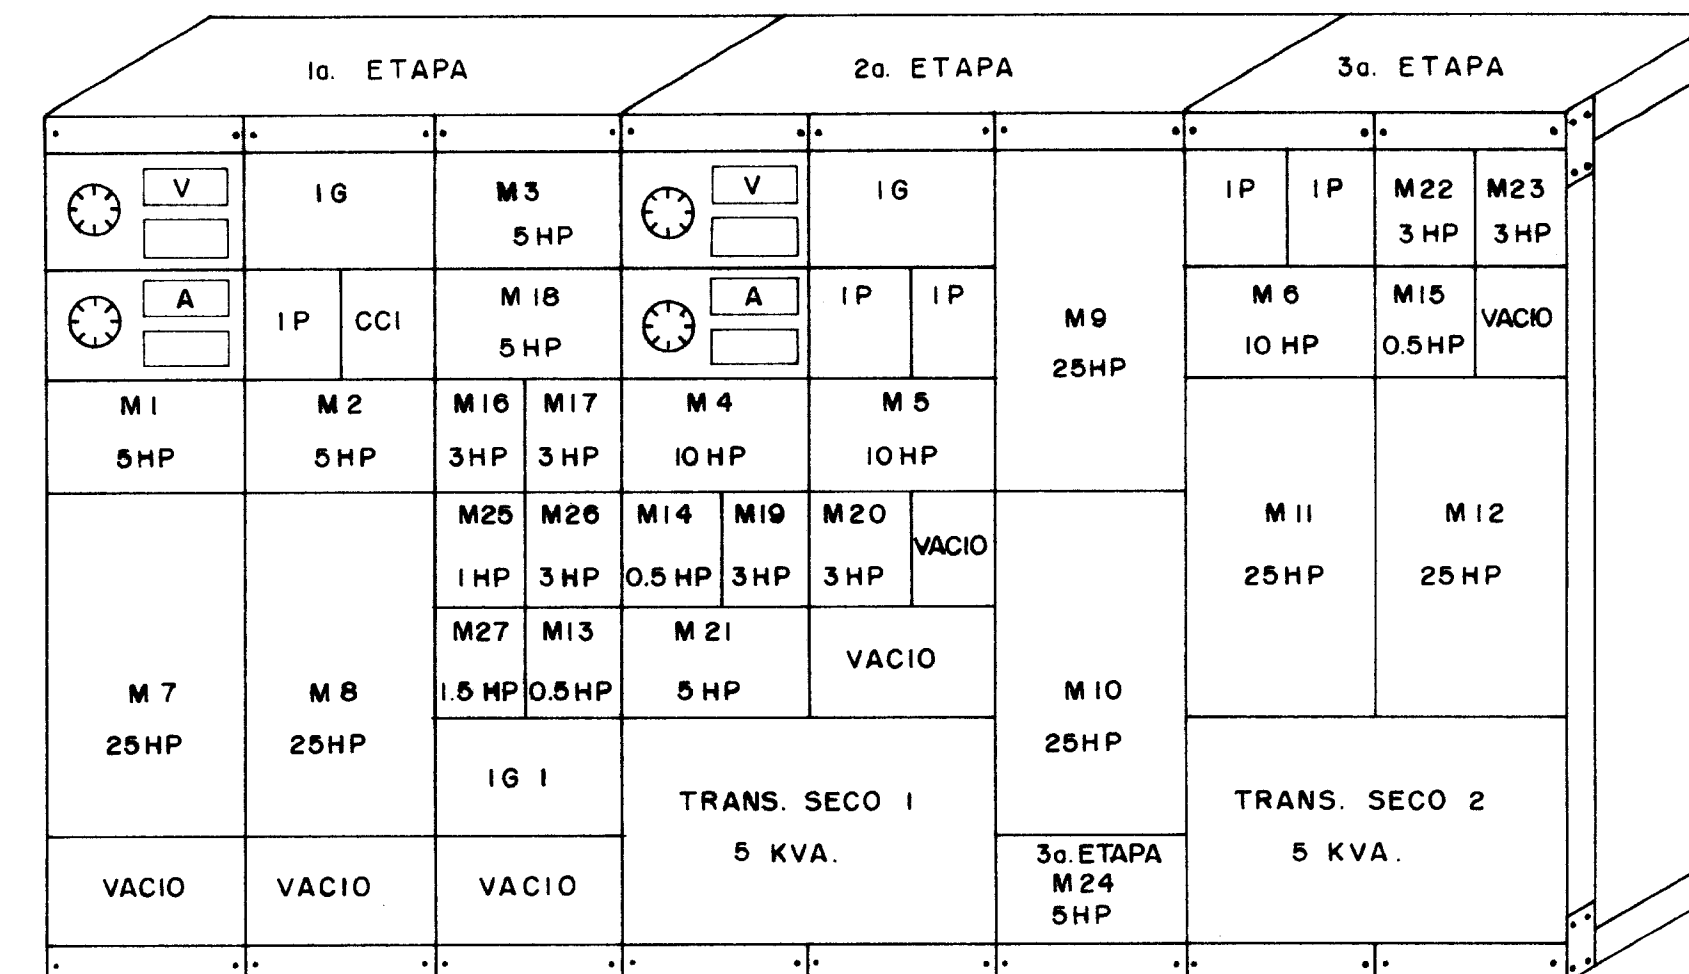 1a. ETAPA
2a. ETAPA
3a. ETAPA
V
IG
M3
5HP
V
IG
IP
IP
M22
3HP
M23
3HP
A
IP
CCI
M18
5HP
A
IP
IP
M9
25HP
M6
10 HP
M15
0.5HP
VACIO
M1
5HP
M2
5HP
M16
3HP
M17
3HP
M4
10HP
M5
10HP
M25
1HP
M26
3HP
M14
0.5HP
M19
3HP
M20
3HP
VACIO
M11
25HP
M12
25HP
M27
1.5HP
M13
0.5HP
M21
5HP
VACIO
M7
25HP
M8
25HP
M10
25HP
IG 1
TRANS. SECO 1
5 KVA.
TRANS. SECO 2
5 KVA.
VACIO
VACIO
VACIO
3a. ETAPA
M24
5HP